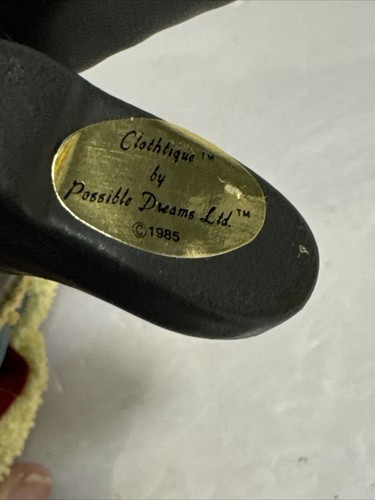 Clothtique™
by
Possible Dreams Ltd.™
©1985